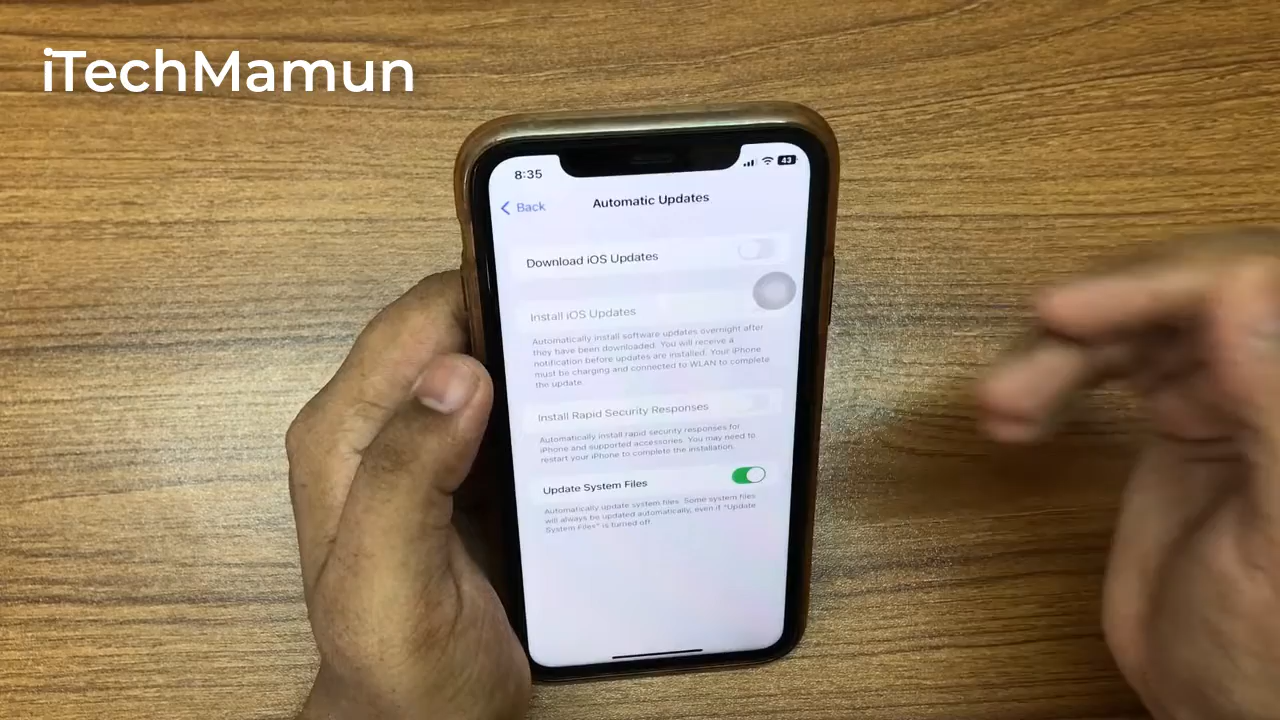 iTechMamun
8:35
43
Back
Automatic Updates
Download iOS Updates
Install iOS Updates
Automatically install software updates overnight after
they have been downloaded. You will receive a
notification before updates are installed. Your iPhone
must be charging and connected to WLAN to complete
the update.
Install Rapid Security Responses
Automatically install rapid security responses for
iPhone and supported accessories. You may need to
restart your iPhone to complete the installation.
Update System Files
Automatically update system files. Some system files
will always be updated automatically, even if "Update
System Files" is turned off.